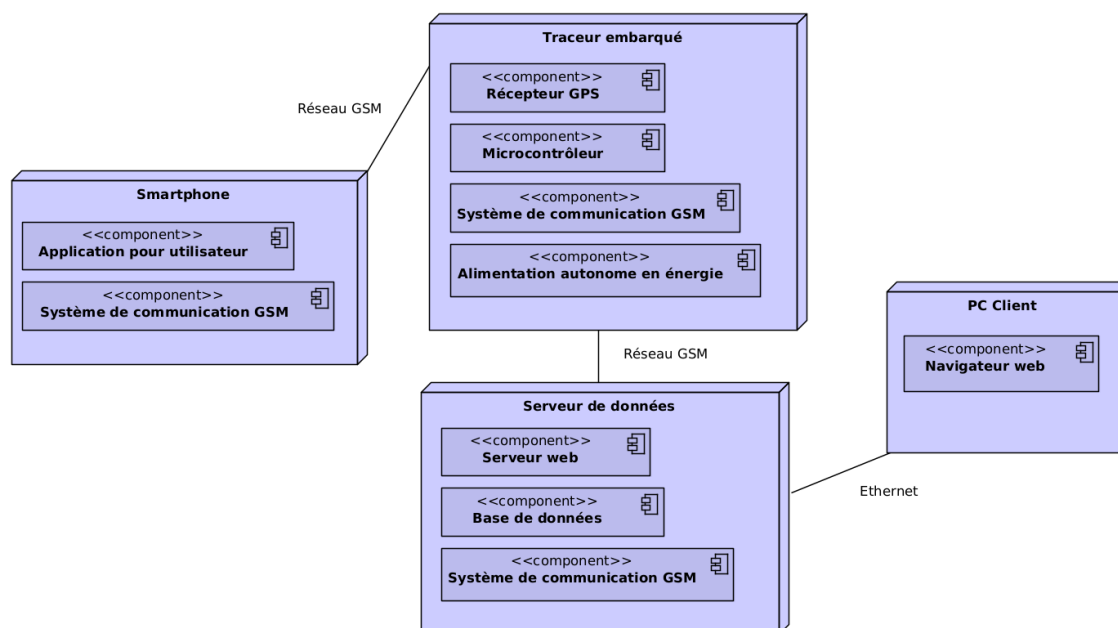 Traceur embarqué
<<component>>
Récepteur GPS
<<component>>
Microcontrôleur
<<component>>
Système de communication GSM
<<component>>
Alimentation autonome en énergie
Réseau GSM
Smartphone
<<component>>
Application pour utilisateur
<<component>>
Système de communication GSM
Réseau GSM
PC Client
<<component>>
Navigateur web
Serveur de données
<<component>>
Serveur web
<<component>>
Base de données
<<component>>
Système de communication GSM
Ethernet